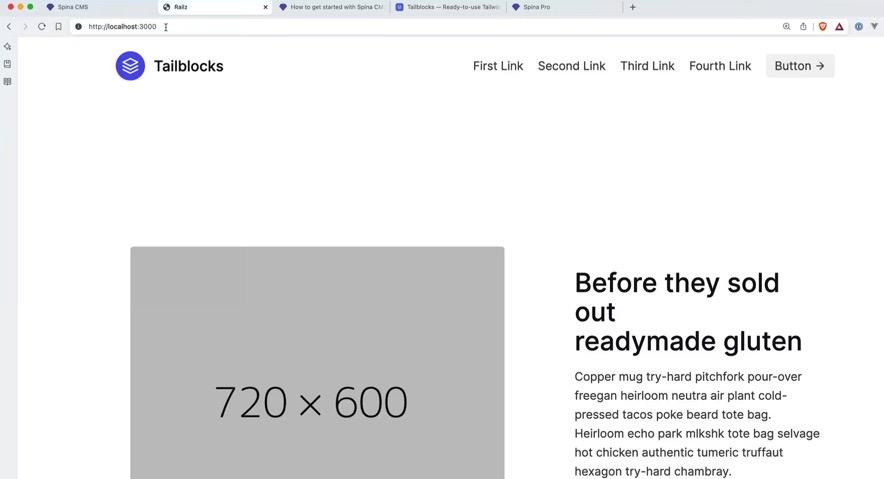 Spina CMS
Railz
How to get started with Spina CM
Tailblocks — Ready-to-use Tailwi
Spina Pro
http://localhost:3000
Tailblocks
First Link
Second Link
Third Link
Fourth Link
Button →
720 × 600
Before they sold
out
readymade gluten
Copper mug try-hard pitchfork pour-over
freegan heirloom neutra air plant cold-
pressed tacos poke beard tote bag.
Heirloom echo park mlkshk tote bag selvage
hot chicken authentic tumeric truffaut
hexagon try-hard chambray.